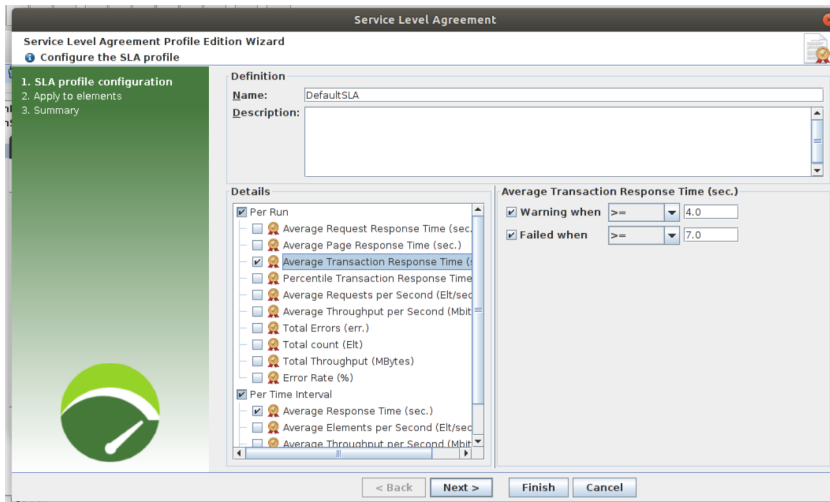 Service Level Agreement
Service Level Agreement Profile Edition Wizard
Configure the SLA profile
1. SLA profile configuration
2. Apply to elements
3. Summary
Definition
Name: DefaultSLA
Description:
Details
Per Run
Average Request Response Time (sec.
Average Page Response Time (sec.)
Average Transaction Response Time (s
Percentile Transaction Response Time
Average Requests per Second (Elt/sec
Average Throughput per Second (Mbit
Total Errors (err.)
Total count (Elt)
Total Throughput (MBytes)
Error Rate (%)
Per Time Interval
Average Response Time (sec.)
Average Elements per Second (Elt/sec
Average Throughput per Second (Mbit
Average Transaction Response Time (sec.)
Warning when >= 4.0
Failed when >= 7.0
< Back Next > Finish Cancel